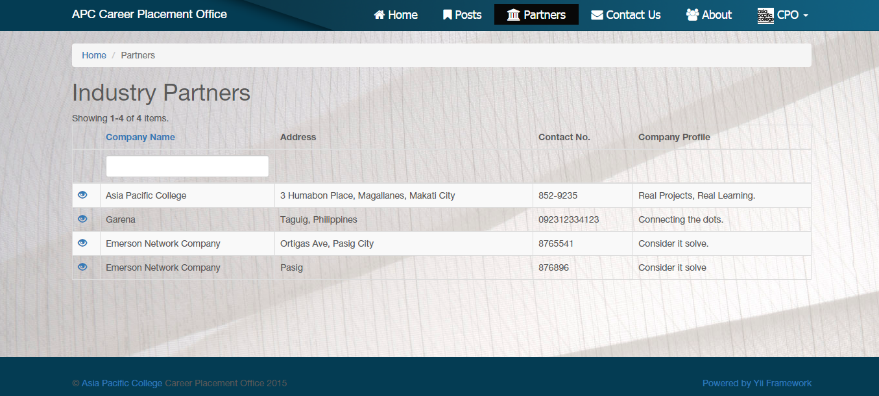 APC Career Placement Office Home Posts Partners Contact Us About CPO
Home / Partners
Industry Partners
Showing 1-4 of 4 items.
Company Name Address Contact No. Company Profile
Asia Pacific College 3 Humabon Place, Magallanes, Makati City 852-9235 Real Projects, Real Learning.
Garena Taguig, Philippines 092312334123 Connecting the dots.
Emerson Network Company Ortigas Ave, Pasig City 8765541 Consider it solve.
Emerson Network Company Pasig 876896 Consider it solve
© Asia Pacific College Career Placement Office 2015 Powered by Yii Framework